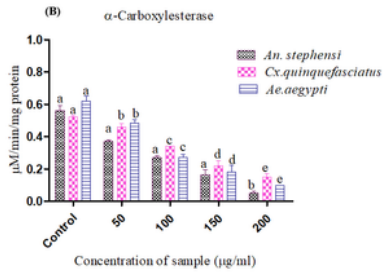 (B)
α-Carboxylesterase
μM/min/mg protein
1.0
0.8
0.6
0.4
0.2
0.0
An. stephensi
Cx.quinquefasciatus
Ae.aegypti
a a a
a b b
a c c
a d d
b e e
Control 50 100 150 200
Concentration of sample (μg/ml)